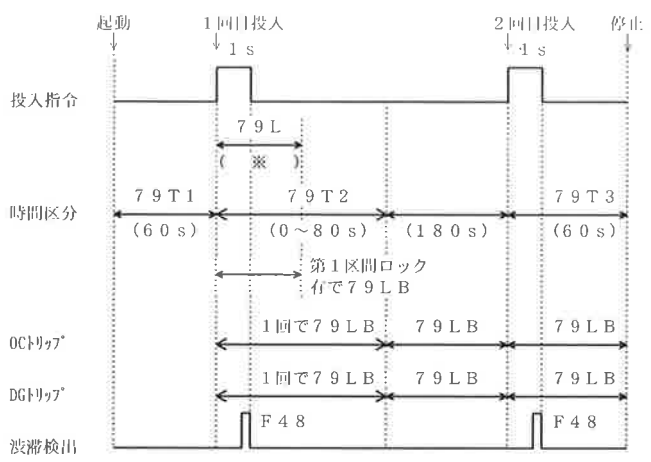 起動 1回目投入 2回目投入 停止
1s 1s
投入指令
79L
( ※ )
79T1 79T2 79T3
時間区分
(60s) (0~80s) (180s) (60s)
第1区間ロック
有で79LB
1回で79LB 79LB 79LB
OCトリップ
1回で79LB 79LB 79LB
DGトリップ
F48 F48
渋滞検出